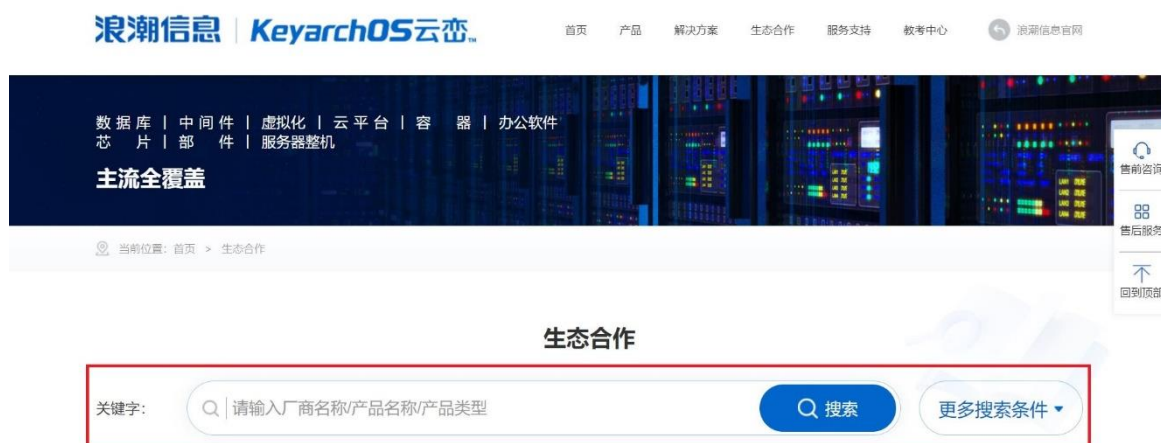 浪潮信息 | KeyarchOS云峦™
首页 产品 解决方案 生态合作 服务支持 教考中心 浪潮信息官网
数据库 | 中间件 | 虚拟化 | 云平台 | 容 器 | 办公软件
芯 片 | 部 件 | 服务器整机
主流全覆盖
售前咨询
售后服务
回到顶部
当前位置：首页 > 生态合作
生态合作
关键字： 请输入厂商名称/产品名称/产品类型 搜索 更多搜索条件